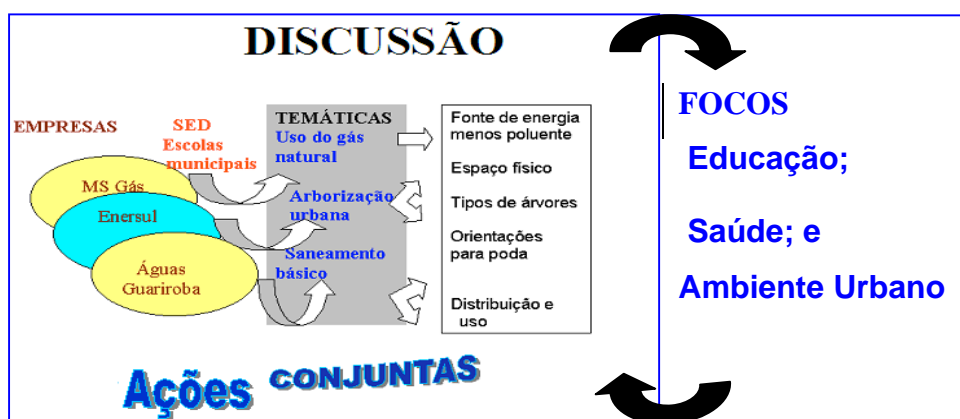 DISCUSSÃO
EMPRESAS
SED
Escolas
municipais
MS Gás
Enersul
Águas
Guariroba
TEMÁTICAS
Uso do gás
natural
Arborização
urbana
Saneamento
básico
Fonte de energia
menos poluente
Espaço físico
Tipos de árvores
Orientações
para poda
Distribuição e
uso
Ações CONJUNTAS
FOCOS
Educação;
Saúde; e
Ambiente Urbano